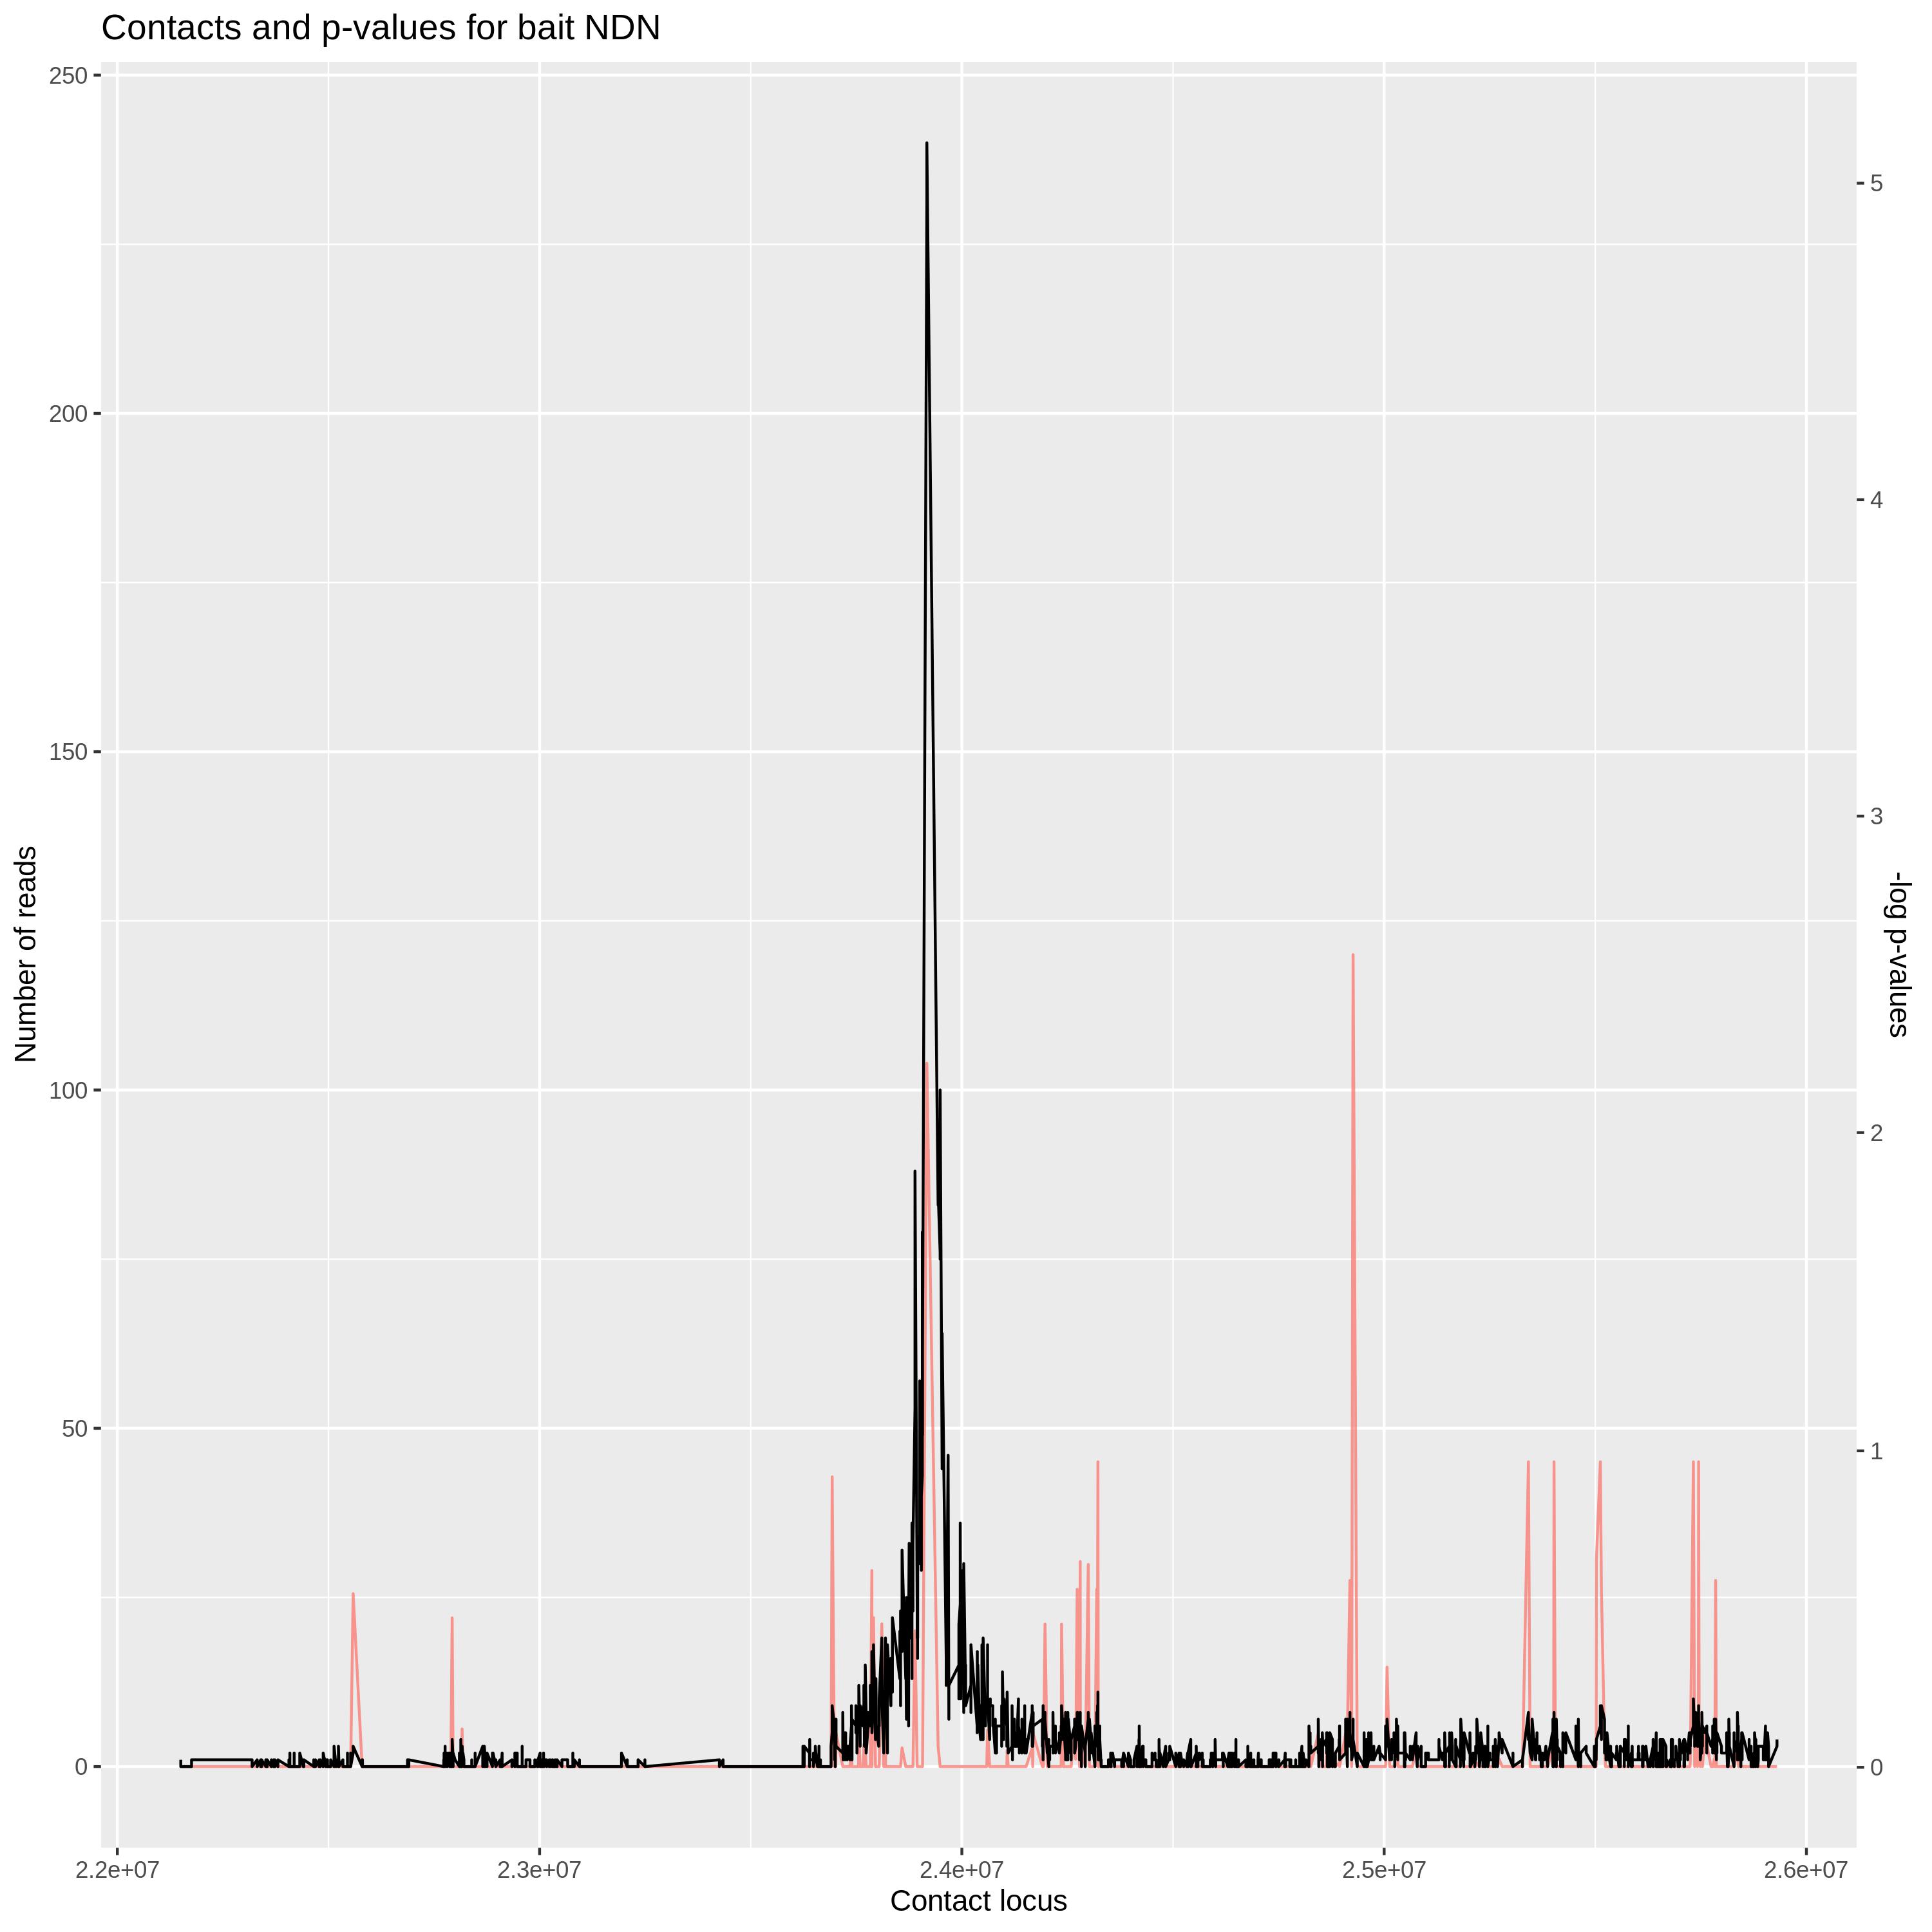 Contacts and p-values for bait NDN
250
200
150
100
50
0
Number of reads
5
4
3
2
1
0
-log p-values
2.2e+07
2.3e+07
2.4e+07
2.5e+07
2.6e+07
Contact locus